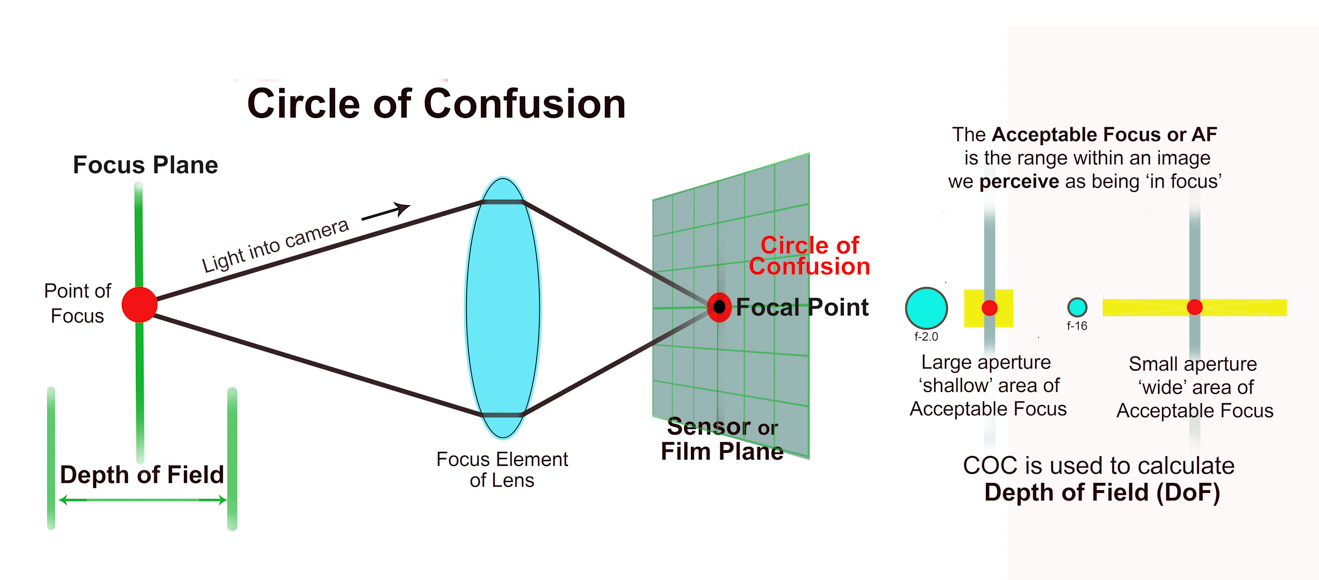 Circle of Confusion
Focus Plane
Light into camera
Point of
Focus
Depth of Field
Focus Element
of Lens
Circle of
Confusion
Focal Point
Sensor or
Film Plane
The Acceptable Focus or AF
is the range within an image
we perceive as being ‘in focus’
f-2.0
Large aperture
‘shallow’ area of
Acceptable Focus
f-16
Small aperture
‘wide’ area of
Acceptable Focus
COC is used to calculate
Depth of Field (DoF)